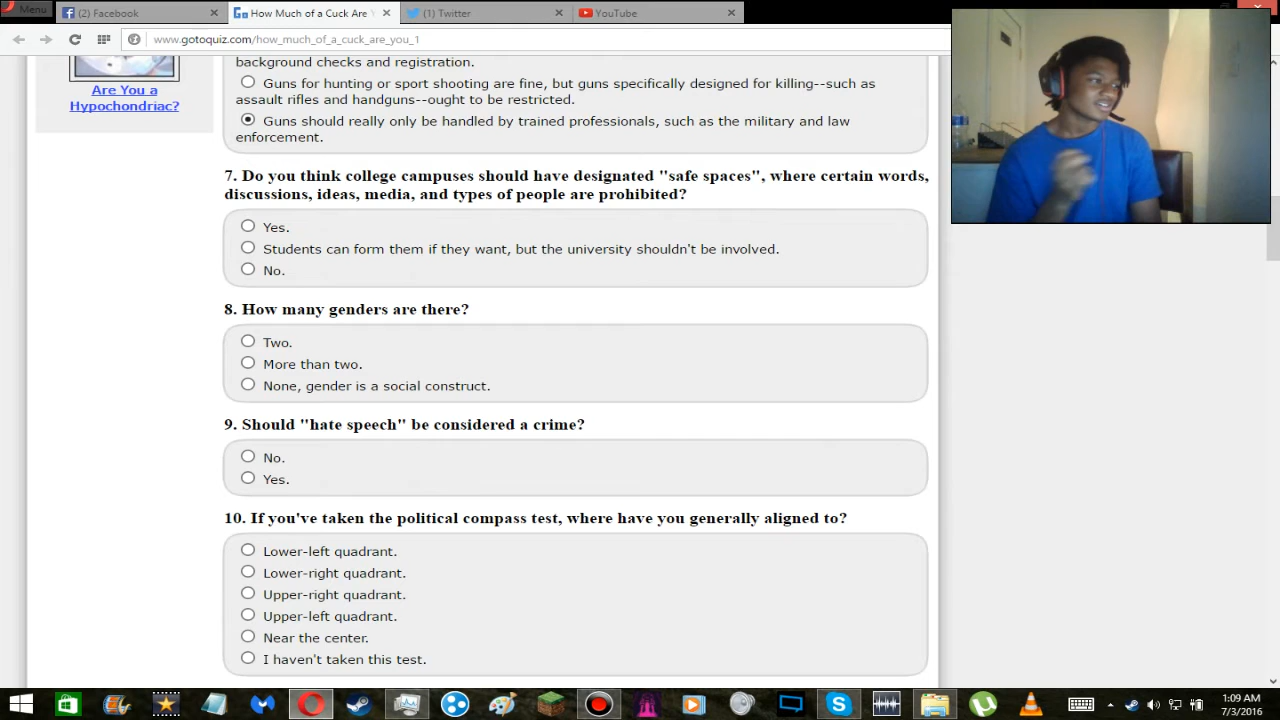 Menu
(2) Facebook
How Much of a Cuck Are Y
(1) Twitter
YouTube
www.gotoquiz.com/how_much_of_a_cuck_are_you_1
Are You a
Hypochondriac?
background checks and registration.
Guns for hunting or sport shooting are fine, but guns specifically designed for killing--such as
assault rifles and handguns--ought to be restricted.
Guns should really only be handled by trained professionals, such as the military and law
enforcement.
7. Do you think college campuses should have designated "safe spaces", where certain words,
discussions, ideas, media, and types of people are prohibited?
Yes.
Students can form them if they want, but the university shouldn't be involved.
No.
8. How many genders are there?
Two.
More than two.
None, gender is a social construct.
9. Should "hate speech" be considered a crime?
No.
Yes.
10. If you've taken the political compass test, where have you generally aligned to?
Lower-left quadrant.
Lower-right quadrant.
Upper-right quadrant.
Upper-left quadrant.
Near the center.
I haven't taken this test.
1:09 AM
7/3/2016